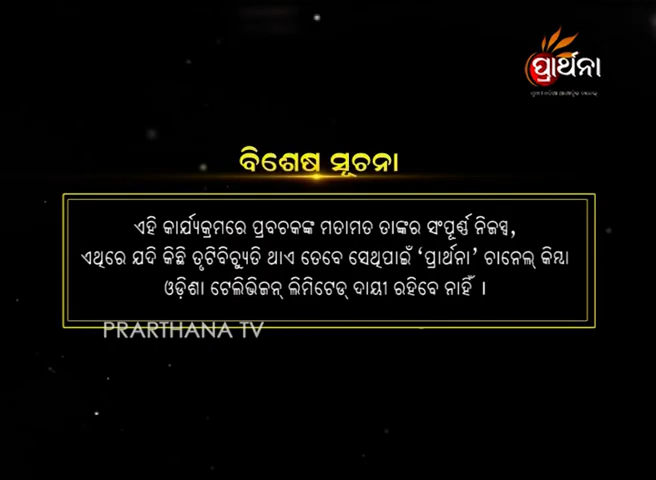 ପ୍ରାର୍ଥନା
ବିଶେଷ ସୂଚନା
ଏହି କାର୍ଯ୍ୟକ୍ରମରେ ପ୍ରବଚକଙ୍କ ମତାମତ ତାଙ୍କର ସଂପୂର୍ଣ୍ଣ ନିଜସ୍ୱ,
ଏଥିରେ ଯଦି କିଛି ତୃଟିବିଚ୍ୟୁତି ଥାଏ ତେବେ ସେଥିପାଇଁ ‘ପ୍ରାର୍ଥନା’ ଚାନେଲ୍ କିମ୍ବା
ଓଡ଼ିଶା ଟେଲିଭିଜନ୍ ଲିମିଟେଡ୍ ଦାୟୀ ରହିବେ ନାହିଁ ।
PRARTHANA TV